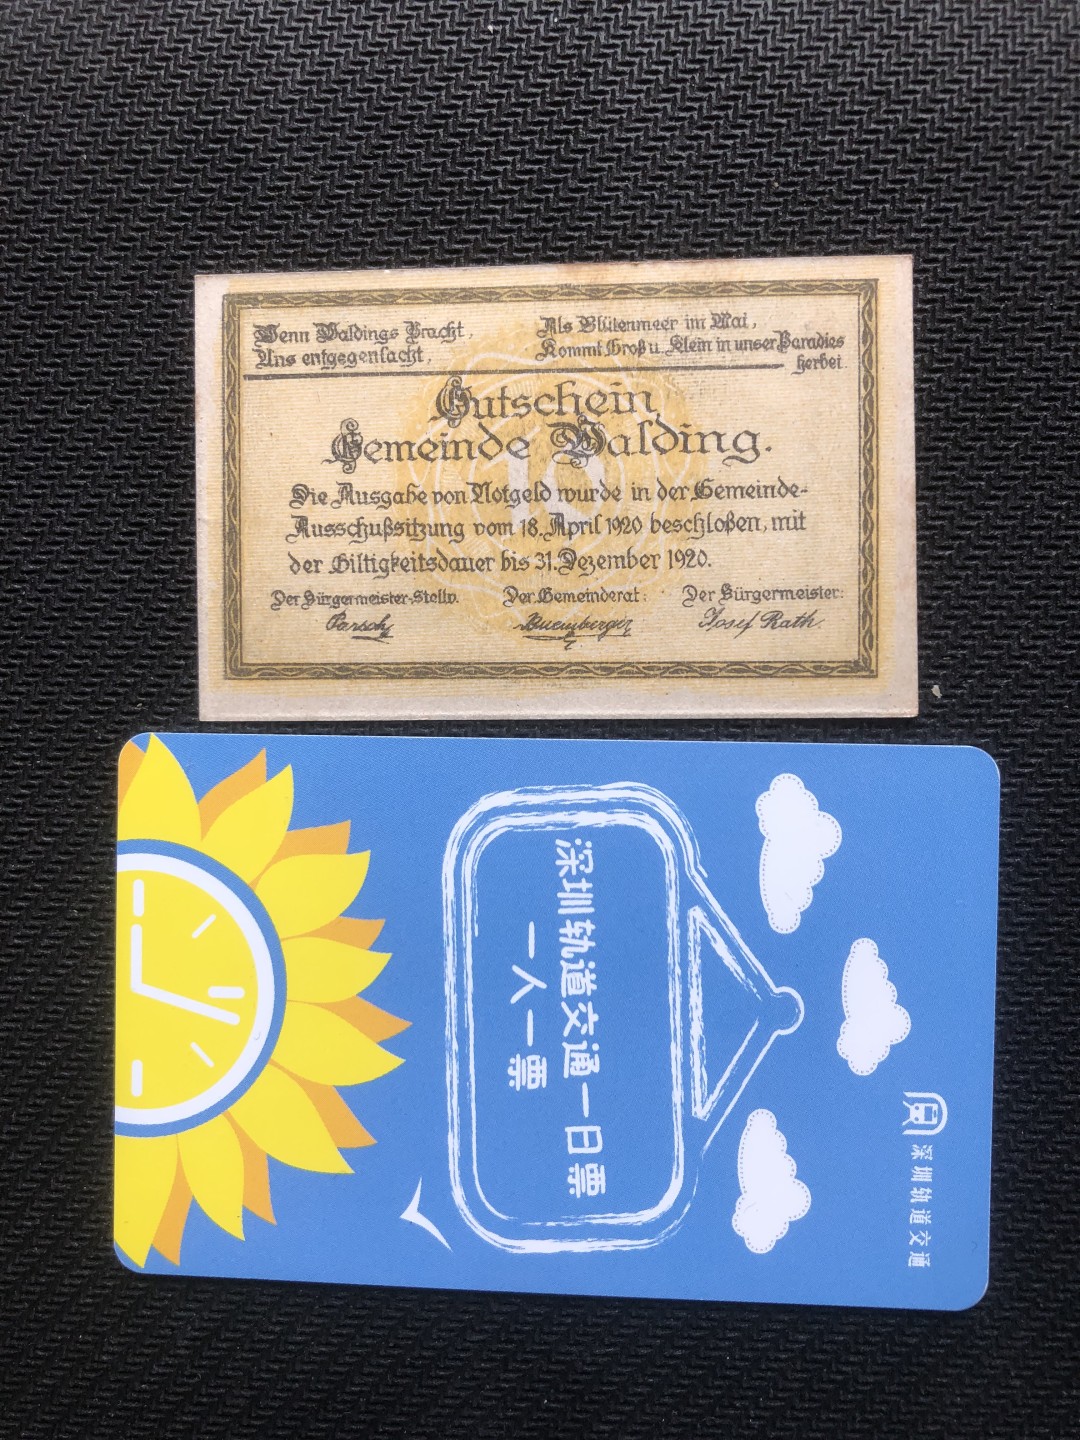 Wenn Waldings Pracht,
Uns entgegenlacht,
Als Blütenmeer im Mai,
Kommt Groß u. Klein in unser Paradies
herbei.
Gutschein,
Gemeinde Walding.
10
Die Ausgabe von Notgeld wurde in der Gemeinde-
Ausschußsitzung vom 18. April 1920 beschloßen, mit
der Giltigkeitsdauer bis 31. Dezember 1920.
Der Bürgermeister-Stellv.
Der Gemeinderat:
Der Bürgermeister:
Josef Rath.
深圳轨道交通一日票
一人一票
深圳轨道交通